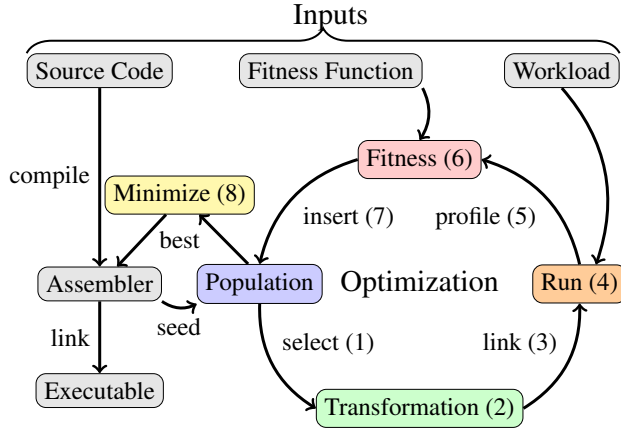 Inputs
Source Code
Fitness Function
Workload
Fitness (6)
compile
Minimize (8)
insert (7)
profile (5)
best
Assembler
Population
Optimization
Run (4)
seed
link
select (1)
link (3)
Executable
Transformation (2)